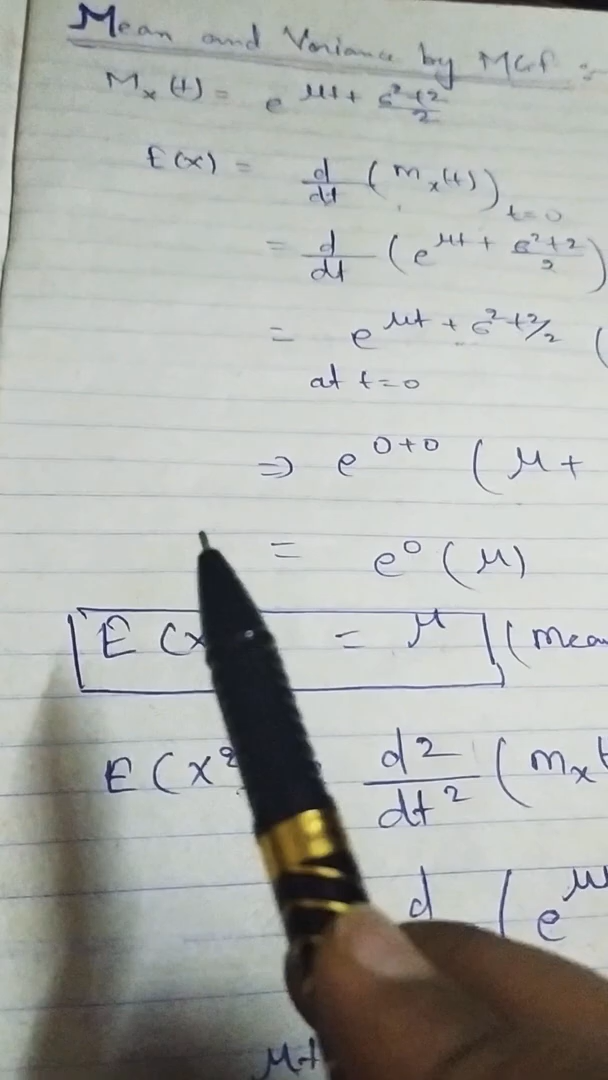 Mean and Variance by MGF :-
Mx(t) = e^μt + σ²t²/2
E(x) = d/dt (mx(t))t=0
= d/dt (e^μt + σ²t²/2)
= e^μt + σ²t²/2 (
at t=0
⇒ e^0+0 (μ+
= e^0 (μ)
E(x = μ (mea
E(x² d²/dt² (mx t
d (e^μ
μt